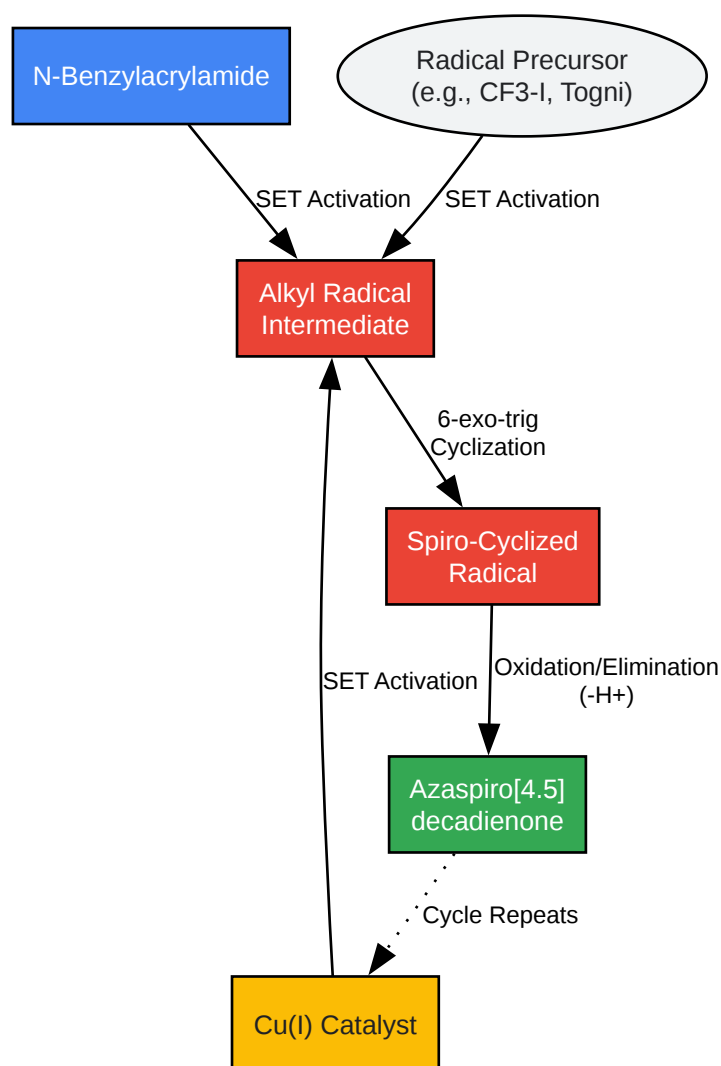 N-Benzylacrylamide
Radical Precursor
(e.g., CF3-I, Togni)
SET Activation
SET Activation
Alkyl Radical
Intermediate
6-exo-trig
Cyclization
Spiro-Cyclized
Radical
SET Activation
Oxidation/Elimination
(-H+)
Azaspiro[4.5]
decadienone
Cycle Repeats
Cu(I) Catalyst